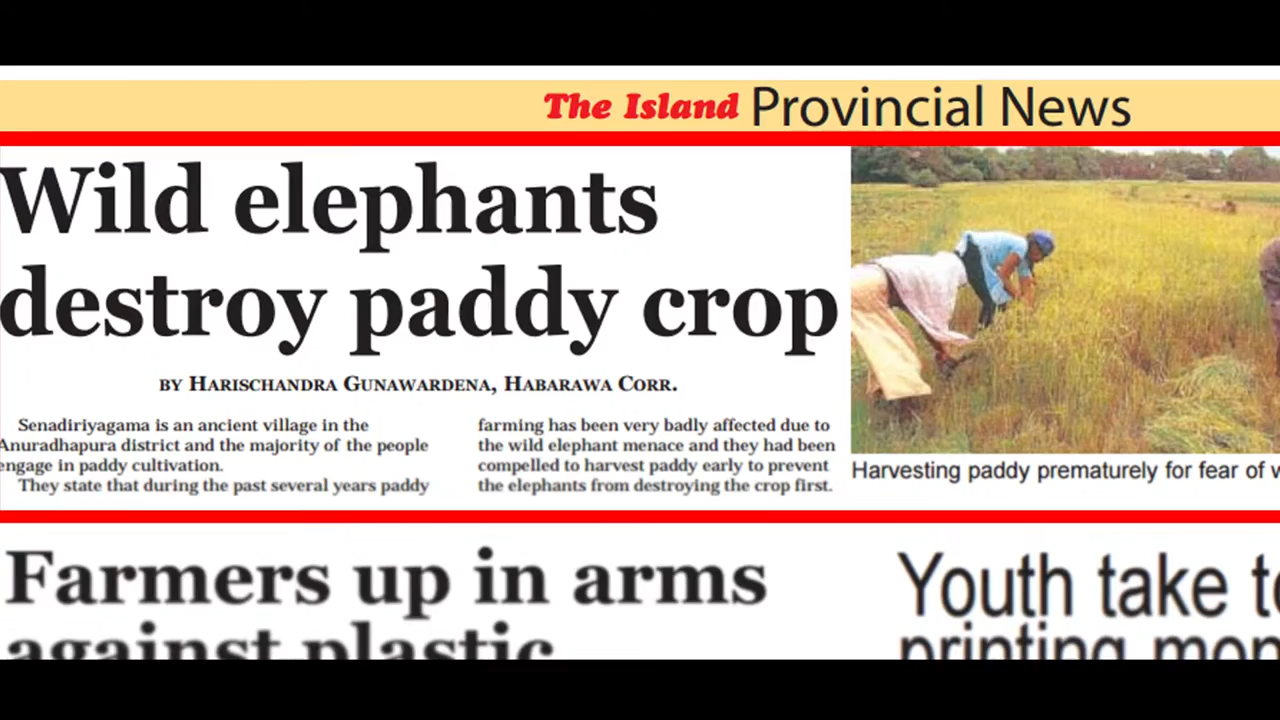 The Island Provincial News
Wild elephants
destroy paddy crop
BY HARISCHANDRA GUNAWARDENA, HABARAWA CORR.
Senadiriyagama is an ancient village in the
Anuradhapura district and the majority of the people
engage in paddy cultivation.
They state that during the past several years paddy
farming has been very badly affected due to
the wild elephant menace and they had been
compelled to harvest paddy early to prevent
the elephants from destroying the crop first.
Harvesting paddy prematurely for fear of
Farmers up in arms
against plastic
Youth take
printing